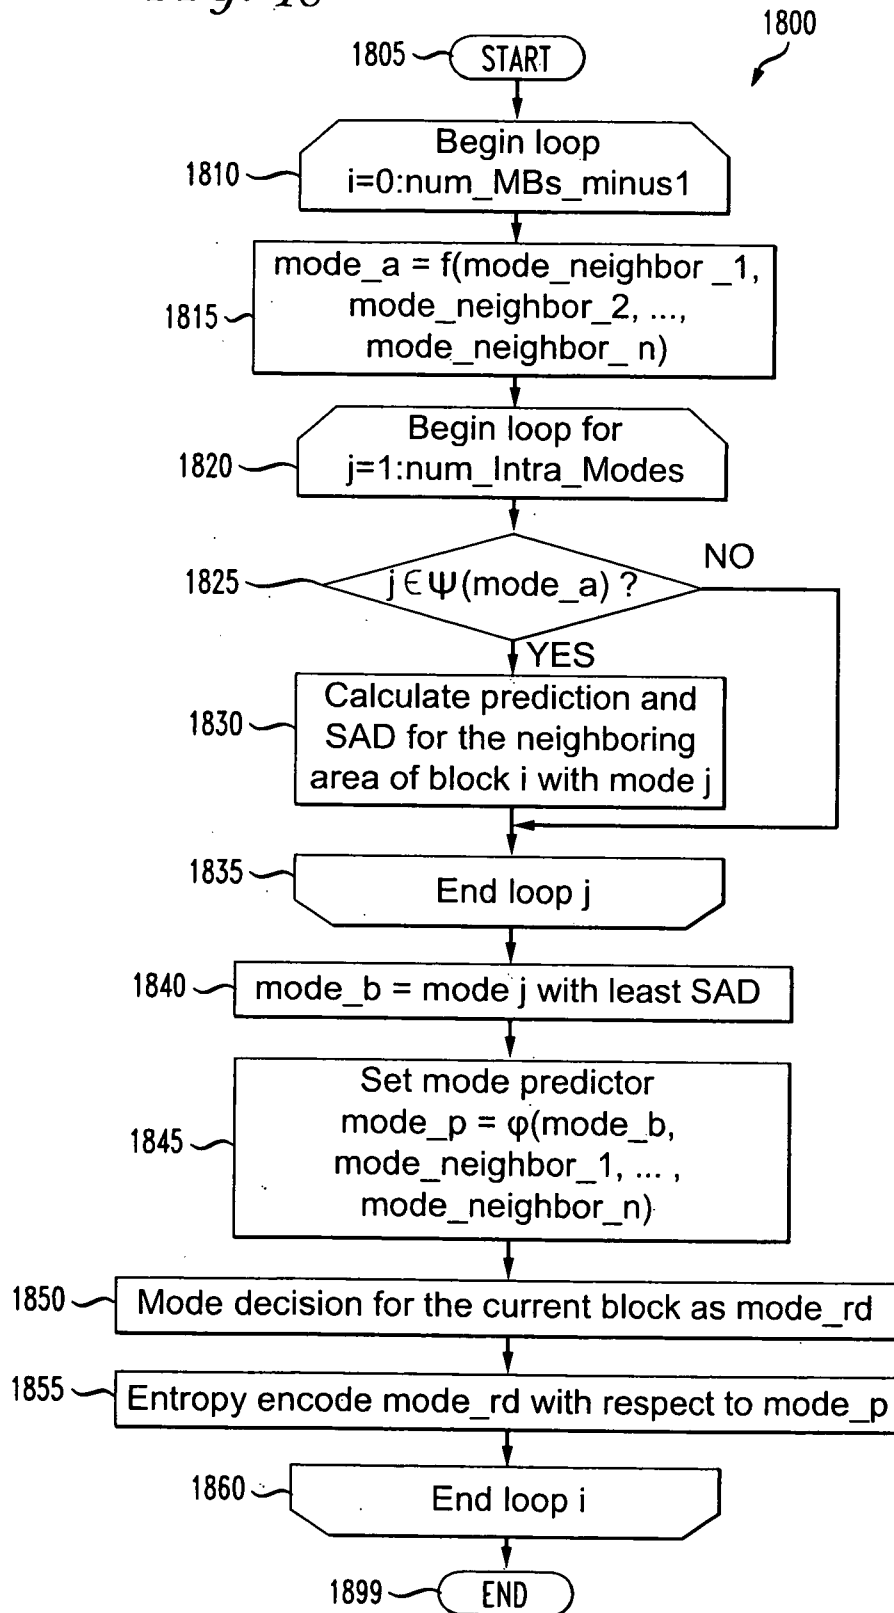 1800
1805
START
1810
Begin loop
i=0:num_MBs_minus1
1815
mode_a = f(mode_neighbor _1,
mode_neighbor_2, ...,
mode_neighbor_ n)
1820
Begin loop for
j=1:num_Intra_Modes
1825
j ∈ Ψ(mode_a) ?
NO
YES
1830
Calculate prediction and
SAD for the neighboring
area of block i with mode j
1835
End loop j
1840
mode_b = mode j with least SAD
1845
Set mode predictor
mode_p = φ(mode_b,
mode_neighbor_1, ... ,
mode_neighbor_n)
1850
Mode decision for the current block as mode_rd
1855
Entropy encode mode_rd with respect to mode_p
1860
End loop i
1899
END